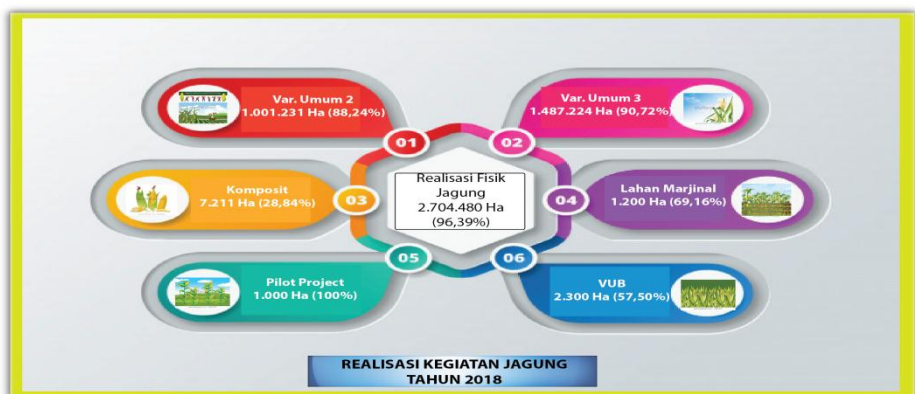 01
Var. Umum 2
1.001.231 Ha (88,24%)
02
Var. Umum 3
1.487.224 Ha (90,72%)
03
Komposit
7.211 Ha (28,84%)
Realisasi Fisik
Jagung
2.704.480 Ha
(96,39%)
04
Lahan Marjinal
1.200 Ha (69,16%)
05
Pilot Project
1.000 Ha (100%)
06
VUB
2.300 Ha (57,50%)
REALISASI KEGIATAN JAGUNG
TAHUN 2018